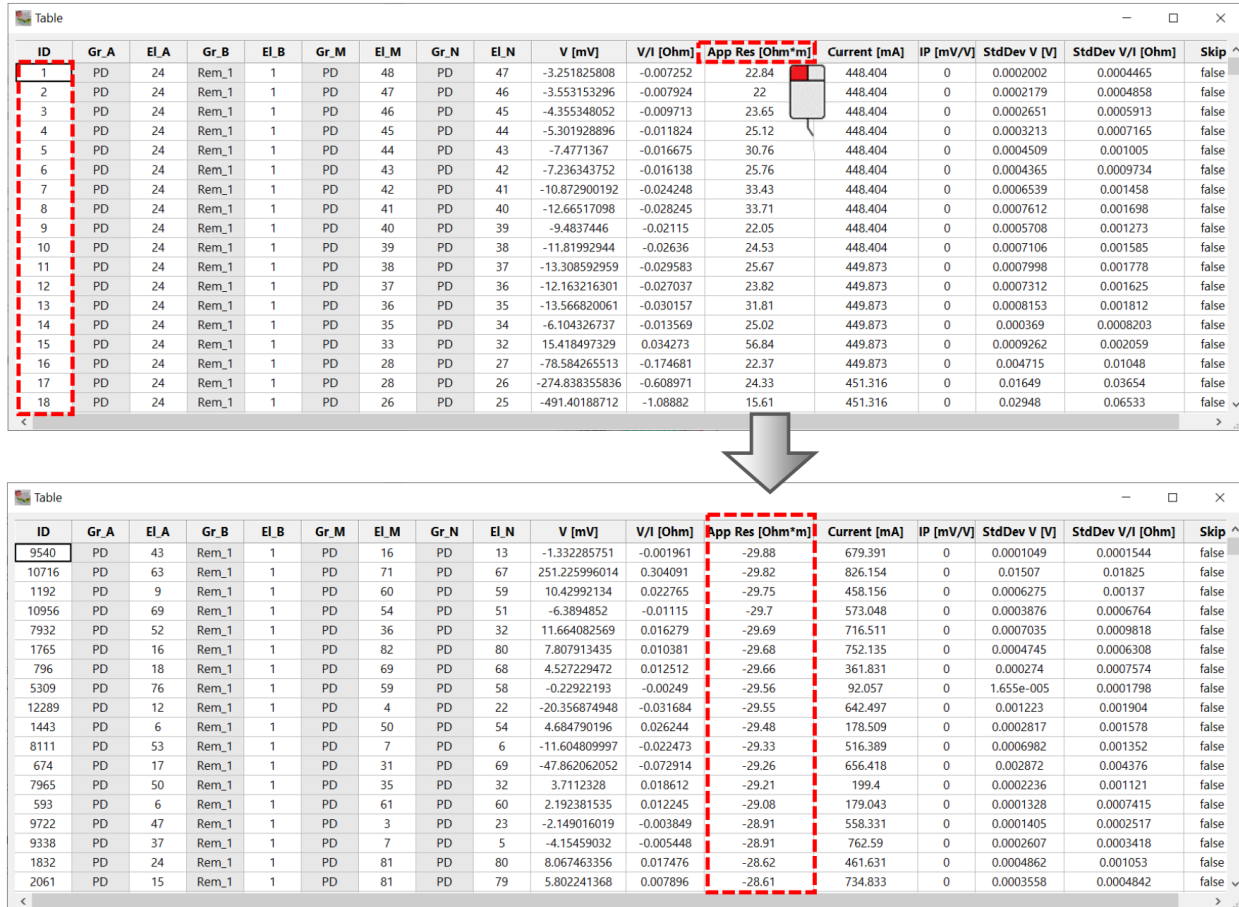 Table
ID Gr_A El_A Gr_B El_B Gr_M El_M Gr_N El_N V [mV] V/I [Ohm] App Res [Ohm*m] Current [mA] IP [mV/V] StdDev V [V] StdDev V/I [Ohm] Skip
1 PD 24 Rem_1 1 PD 48 PD 47 -3.251825808 -0.007252 22.84 448.404 0 0.0002002 0.0004465 false
2 PD 24 Rem_1 1 PD 47 PD 46 -3.553153296 -0.007924 22 448.404 0 0.0002179 0.0004858 false
3 PD 24 Rem_1 1 PD 46 PD 45 -4.355348052 -0.009713 23.65 448.404 0 0.0002651 0.0005913 false
4 PD 24 Rem_1 1 PD 45 PD 44 -5.301928896 -0.011824 25.12 448.404 0 0.0003213 0.0007165 false
5 PD 24 Rem_1 1 PD 44 PD 43 -7.4771367 -0.016675 30.76 448.404 0 0.0004509 0.001005 false
6 PD 24 Rem_1 1 PD 43 PD 42 -7.236343752 -0.016138 25.76 448.404 0 0.0004365 0.0009734 false
7 PD 24 Rem_1 1 PD 42 PD 41 -10.872900192 -0.024248 33.43 448.404 0 0.0006539 0.001458 false
8 PD 24 Rem_1 1 PD 41 PD 40 -12.66517098 -0.028245 33.71 448.404 0 0.0007612 0.001698 false
9 PD 24 Rem_1 1 PD 40 PD 39 -9.4837446 -0.02115 22.05 448.404 0 0.0005708 0.001273 false
10 PD 24 Rem_1 1 PD 39 PD 38 -11.81992944 -0.02636 24.53 448.404 0 0.0007106 0.001585 false
11 PD 24 Rem_1 1 PD 38 PD 37 -13.308592959 -0.029583 25.67 449.873 0 0.0007998 0.001778 false
12 PD 24 Rem_1 1 PD 37 PD 36 -12.163216301 -0.027037 23.82 449.873 0 0.0007312 0.001625 false
13 PD 24 Rem_1 1 PD 36 PD 35 -13.566820061 -0.030157 31.81 449.873 0 0.0008153 0.001812 false
14 PD 24 Rem_1 1 PD 35 PD 34 -6.104326737 -0.013569 25.02 449.873 0 0.000369 0.0008203 false
15 PD 24 Rem_1 1 PD 33 PD 32 15.418497329 0.034273 56.84 449.873 0 0.0009262 0.002059 false
16 PD 24 Rem_1 1 PD 28 PD 27 -78.584265513 -0.174681 22.37 449.873 0 0.004715 0.01048 false
17 PD 24 Rem_1 1 PD 28 PD 26 -274.838355836 -0.608971 24.33 451.316 0 0.01649 0.03654 false
18 PD 24 Rem_1 1 PD 26 PD 25 -491.40188712 -1.08882 15.61 451.316 0 0.02948 0.06533 false
Table
ID Gr_A El_A Gr_B El_B Gr_M El_M Gr_N El_N V [mV] V/I [Ohm] App Res [Ohm*m] Current [mA] IP [mV/V] StdDev V [V] StdDev V/I [Ohm] Skip
9540 PD 43 Rem_1 1 PD 16 PD 13 -1.332285751 -0.001961 -29.88 679.391 0 0.0001049 0.0001544 false
10716 PD 63 Rem_1 1 PD 71 PD 67 251.225996014 0.304091 -29.82 826.154 0 0.01507 0.01825 false
1192 PD 9 Rem_1 1 PD 60 PD 59 10.42992134 0.022765 -29.75 458.156 0 0.0006275 0.00137 false
10956 PD 69 Rem_1 1 PD 54 PD 51 -6.3894852 -0.01115 -29.7 573.048 0 0.0003876 0.0006764 false
7932 PD 52 Rem_1 1 PD 36 PD 32 11.664082569 0.016279 -29.69 716.511 0 0.0007035 0.0009818 false
1765 PD 16 Rem_1 1 PD 82 PD 80 7.807913435 0.010381 -29.68 752.135 0 0.0004745 0.0006308 false
796 PD 18 Rem_1 1 PD 69 PD 68 4.527229472 0.012512 -29.66 361.831 0 0.000274 0.0007574 false
5309 PD 76 Rem_1 1 PD 59 PD 58 -0.22922193 -0.00249 -29.56 92.057 0 1.655e-005 0.0001798 false
12289 PD 12 Rem_1 1 PD 4 PD 22 -20.356874948 -0.031684 -29.55 642.497 0 0.001223 0.001904 false
1443 PD 6 Rem_1 1 PD 50 PD 54 4.684790196 0.026244 -29.48 178.509 0 0.0002817 0.001578 false
8111 PD 53 Rem_1 1 PD 7 PD 6 -11.604809997 -0.022473 -29.33 516.389 0 0.0006982 0.001352 false
674 PD 17 Rem_1 1 PD 31 PD 69 -47.862062052 -0.072914 -29.26 656.418 0 0.002872 0.004376 false
7965 PD 50 Rem_1 1 PD 35 PD 32 3.7112328 0.018612 -29.21 199.4 0 0.0002236 0.001121 false
593 PD 6 Rem_1 1 PD 61 PD 60 2.192381535 0.012245 -29.08 179.043 0 0.0001328 0.0007415 false
9722 PD 47 Rem_1 1 PD 3 PD 23 -2.149016019 -0.003849 -28.91 558.331 0 0.0001405 0.0002517 false
9338 PD 37 Rem_1 1 PD 7 PD 5 -4.15459032 -0.005448 -28.91 762.59 0 0.0002607 0.0003418 false
1832 PD 24 Rem_1 1 PD 81 PD 80 8.067463356 0.017476 -28.62 461.631 0 0.0004862 0.001053 false
2061 PD 15 Rem_1 1 PD 81 PD 79 5.802241368 0.007896 -28.61 734.833 0 0.0003558 0.0004842 false